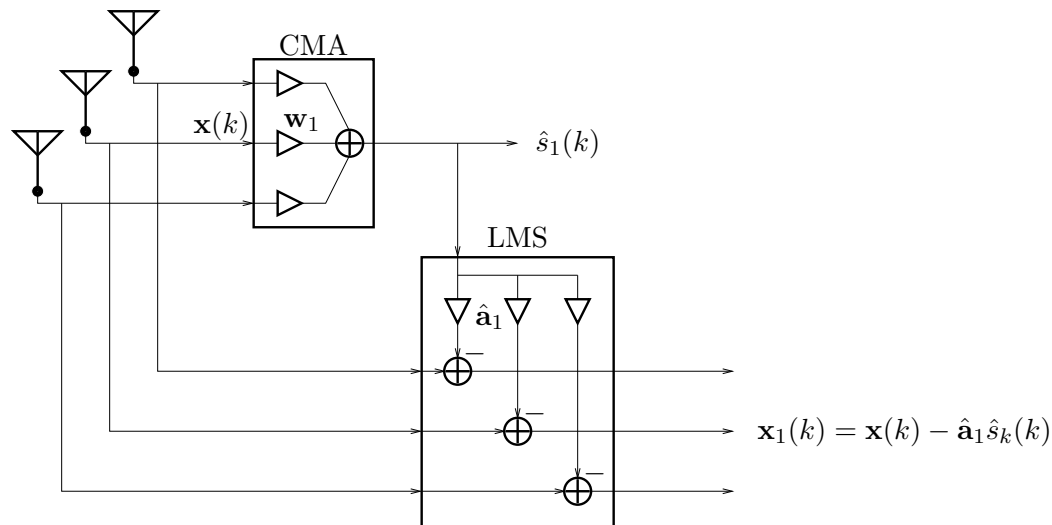 CMA
x(k)
w₁
ŝ₁(k)
LMS
â₁
−
−
x₁(k) = x(k) − â₁ŝₖ(k)
−